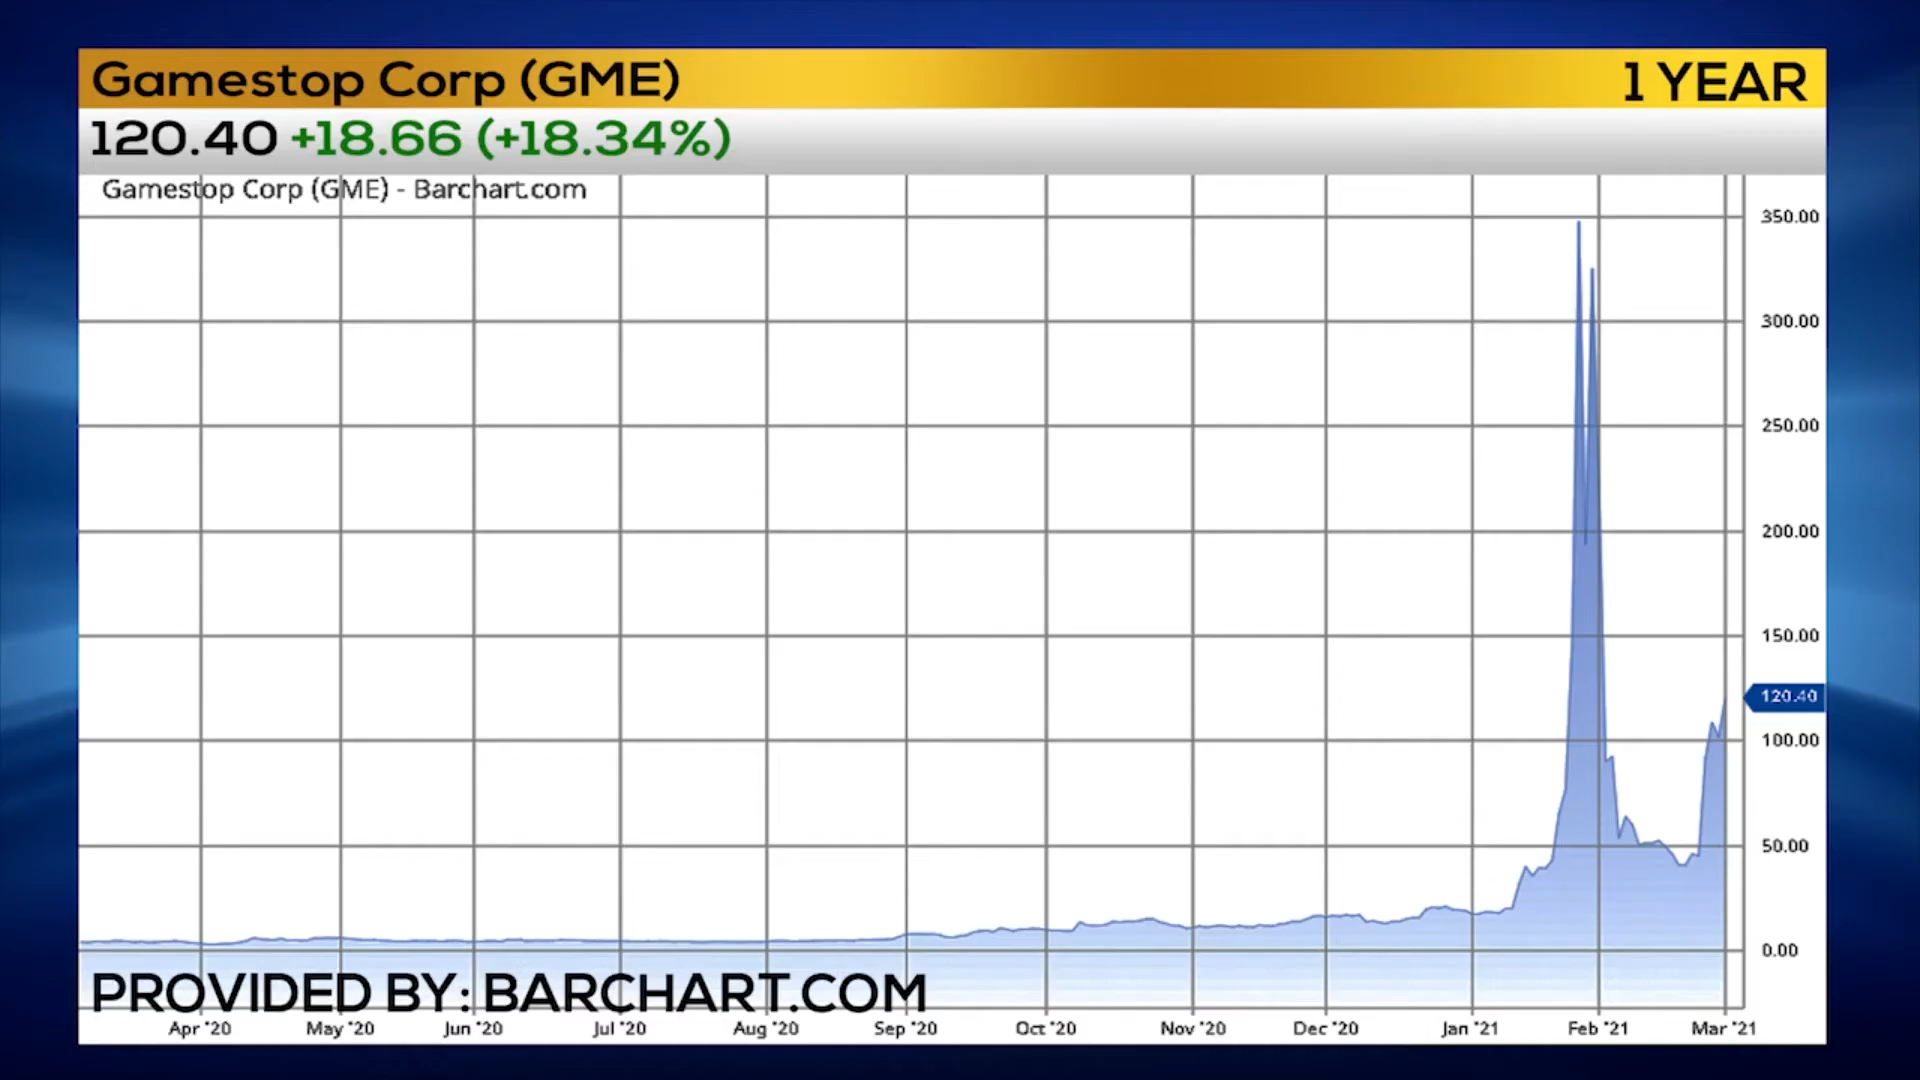 Gamestop Corp (GME) 1 YEAR
120.40 +18.66 (+18.34%)
Gamestop Corp (GME) - Barchart.com
350.00
300.00
250.00
200.00
150.00
120.40
100.00
50.00
0.00
PROVIDED BY: BARCHART.COM
Apr '20 May '20 Jun '20 Jul '20 Aug '20 Sep '20 Oct '20 Nov '20 Dec '20 Jan '21 Feb '21 Mar '21